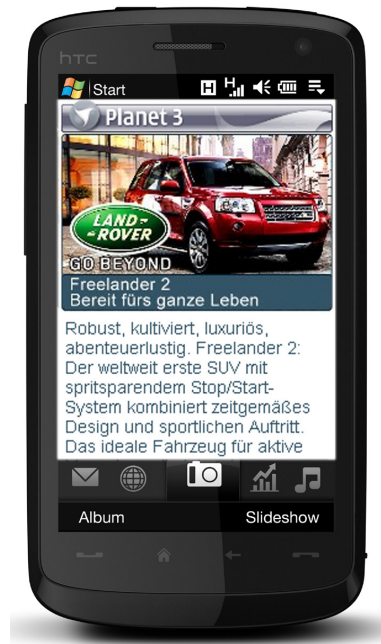 htc
Start
H
H
Planet 3
LAND-
-ROVER
GO BEYOND
Freelander 2
Bereit fürs ganze Leben
Robust, kultiviert, luxuriös,
abenteuerlustig. Freelander 2:
Der weltweit erste SUV mit
spritsparendem Stop/Start-
System kombiniert zeitgemäßes
Design und sportlichen Auftritt.
Das ideale Fahrzeug für aktive
Album
Slideshow